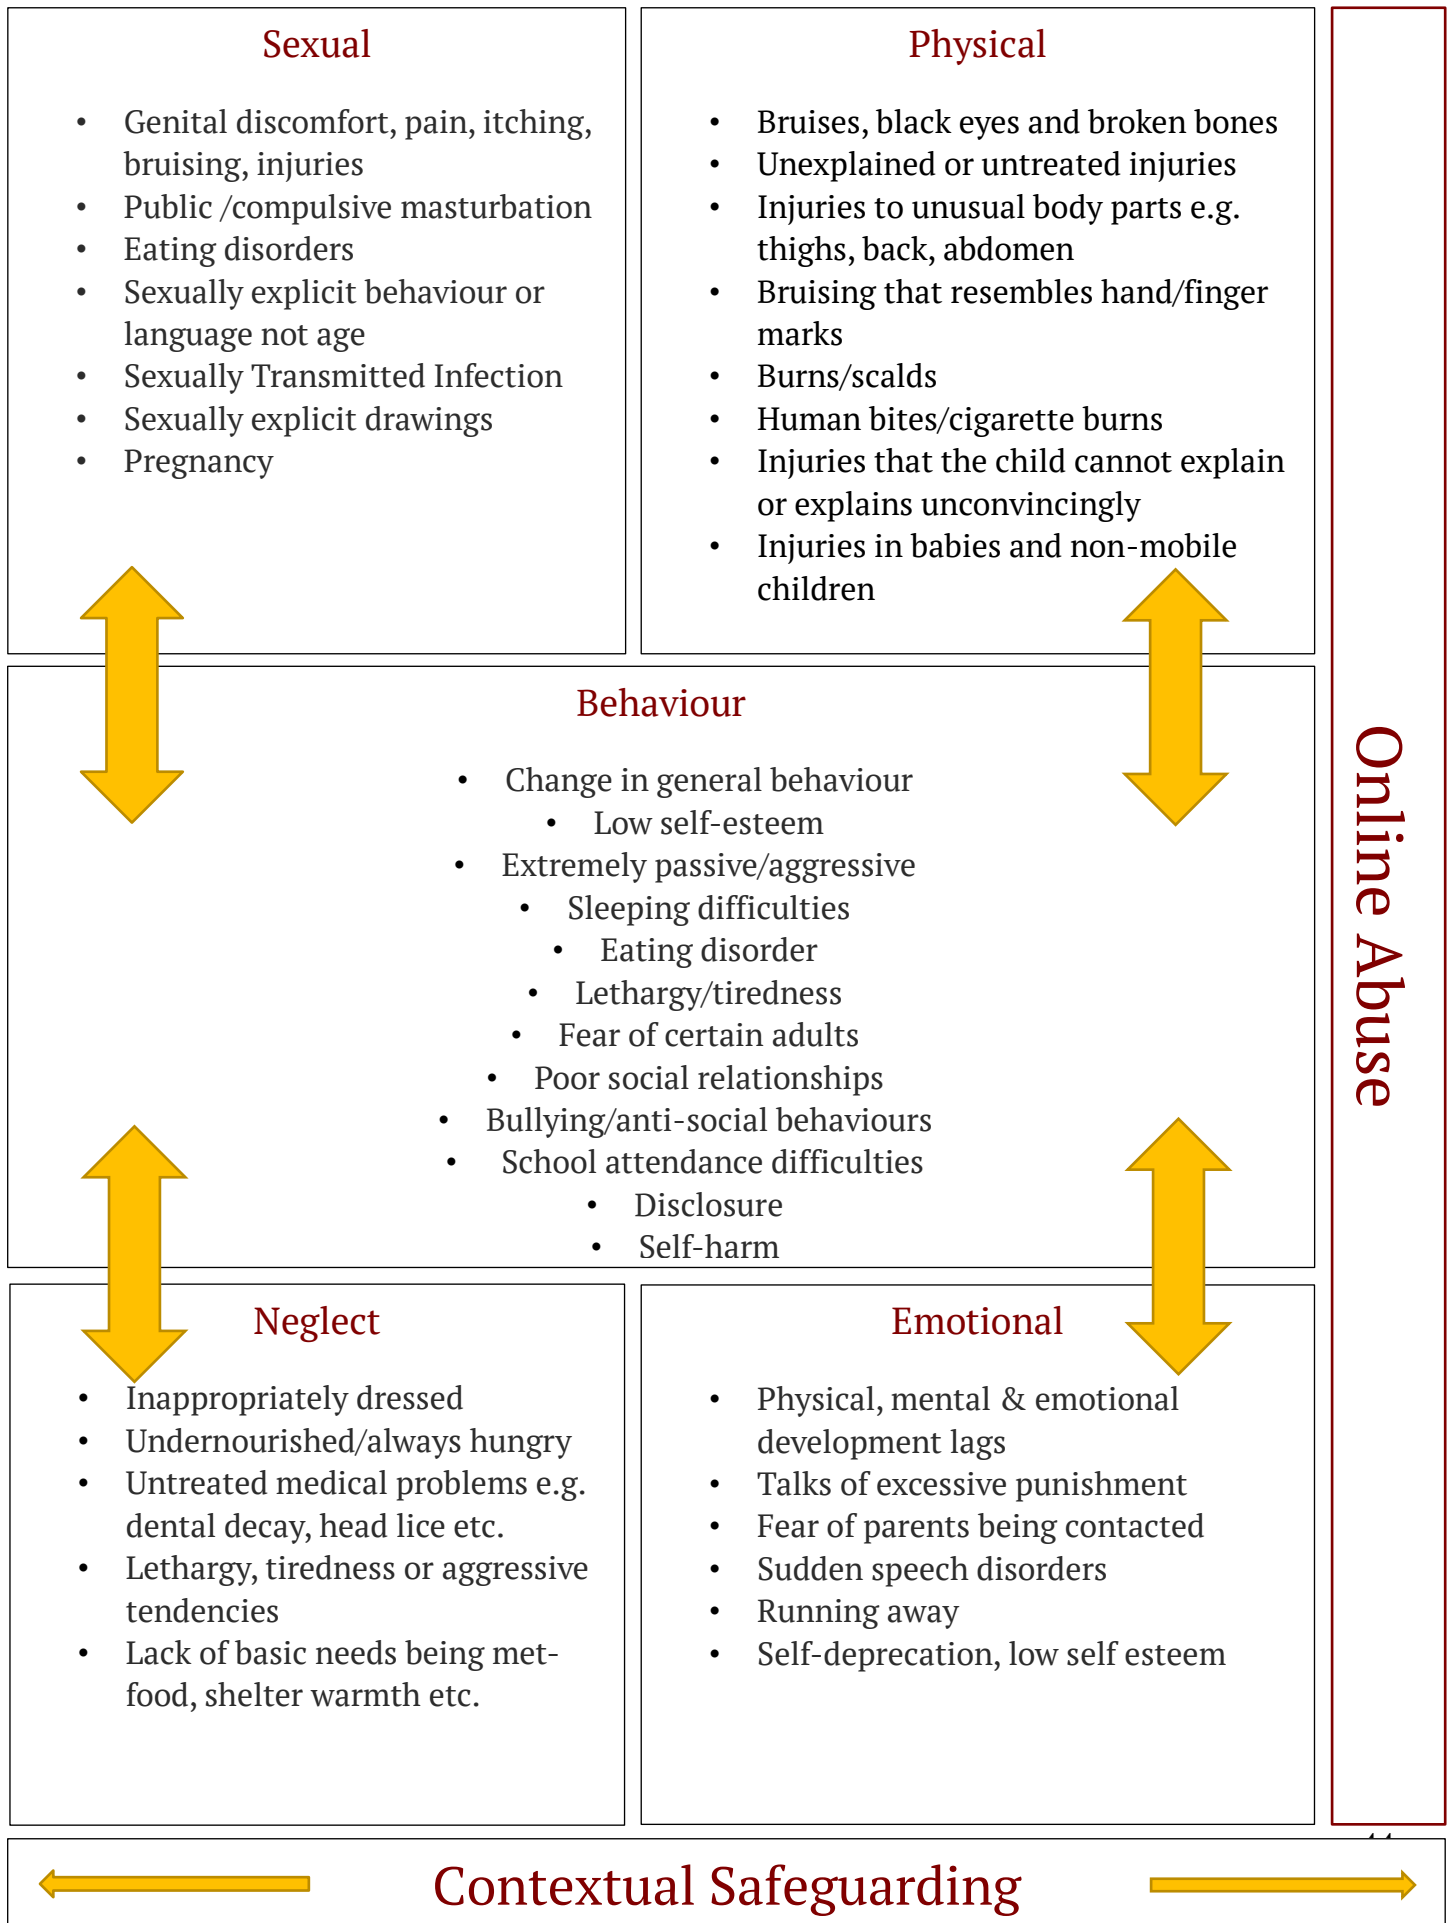 Sexual
• Genital discomfort, pain, itching,
bruising, injuries
• Public /compulsive masturbation
• Eating disorders
• Sexually explicit behaviour or
language not age
• Sexually Transmitted Infection
• Sexually explicit drawings
• Pregnancy
Physical
• Bruises, black eyes and broken bones
• Unexplained or untreated injuries
• Injuries to unusual body parts e.g.
thighs, back, abdomen
• Bruising that resembles hand/finger
marks
• Burns/scalds
• Human bites/cigarette burns
• Injuries that the child cannot explain
or explains unconvincingly
• Injuries in babies and non-mobile
children
Behaviour
• Change in general behaviour
• Low self-esteem
• Extremely passive/aggressive
• Sleeping difficulties
• Eating disorder
• Lethargy/tiredness
• Fear of certain adults
• Poor social relationships
• Bullying/anti-social behaviours
• School attendance difficulties
• Disclosure
• Self-harm
Neglect
• Inappropriately dressed
• Undernourished/always hungry
• Untreated medical problems e.g.
dental decay, head lice etc.
• Lethargy, tiredness or aggressive
tendencies
• Lack of basic needs being met-
food, shelter warmth etc.
Emotional
• Physical, mental & emotional
development lags
• Talks of excessive punishment
• Fear of parents being contacted
• Sudden speech disorders
• Running away
• Self-deprecation, low self esteem
Online Abuse
Contextual Safeguarding